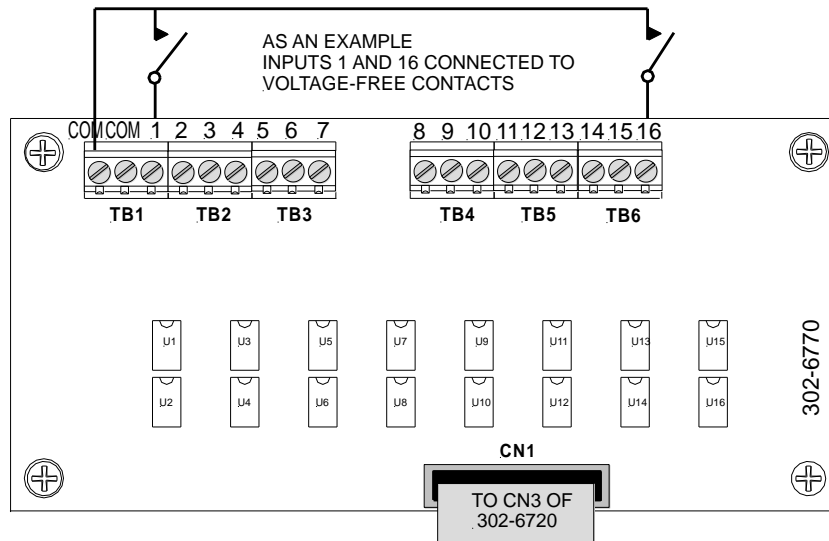 AS AN EXAMPLE
INPUTS 1 AND 16 CONNECTED TO
VOLTAGE-FREE CONTACTS
COM COM 1 2 3 4 5 6 7 8 9 10 11 12 13 14 15 16
TB1 TB2 TB3 TB4 TB5 TB6
U1 U3 U5 U7 U9 U11 U13 U15
U2 U4 U6 U8 U10 U12 U14 U16
302-6770
CN1
TO CN3 OF
302-6720